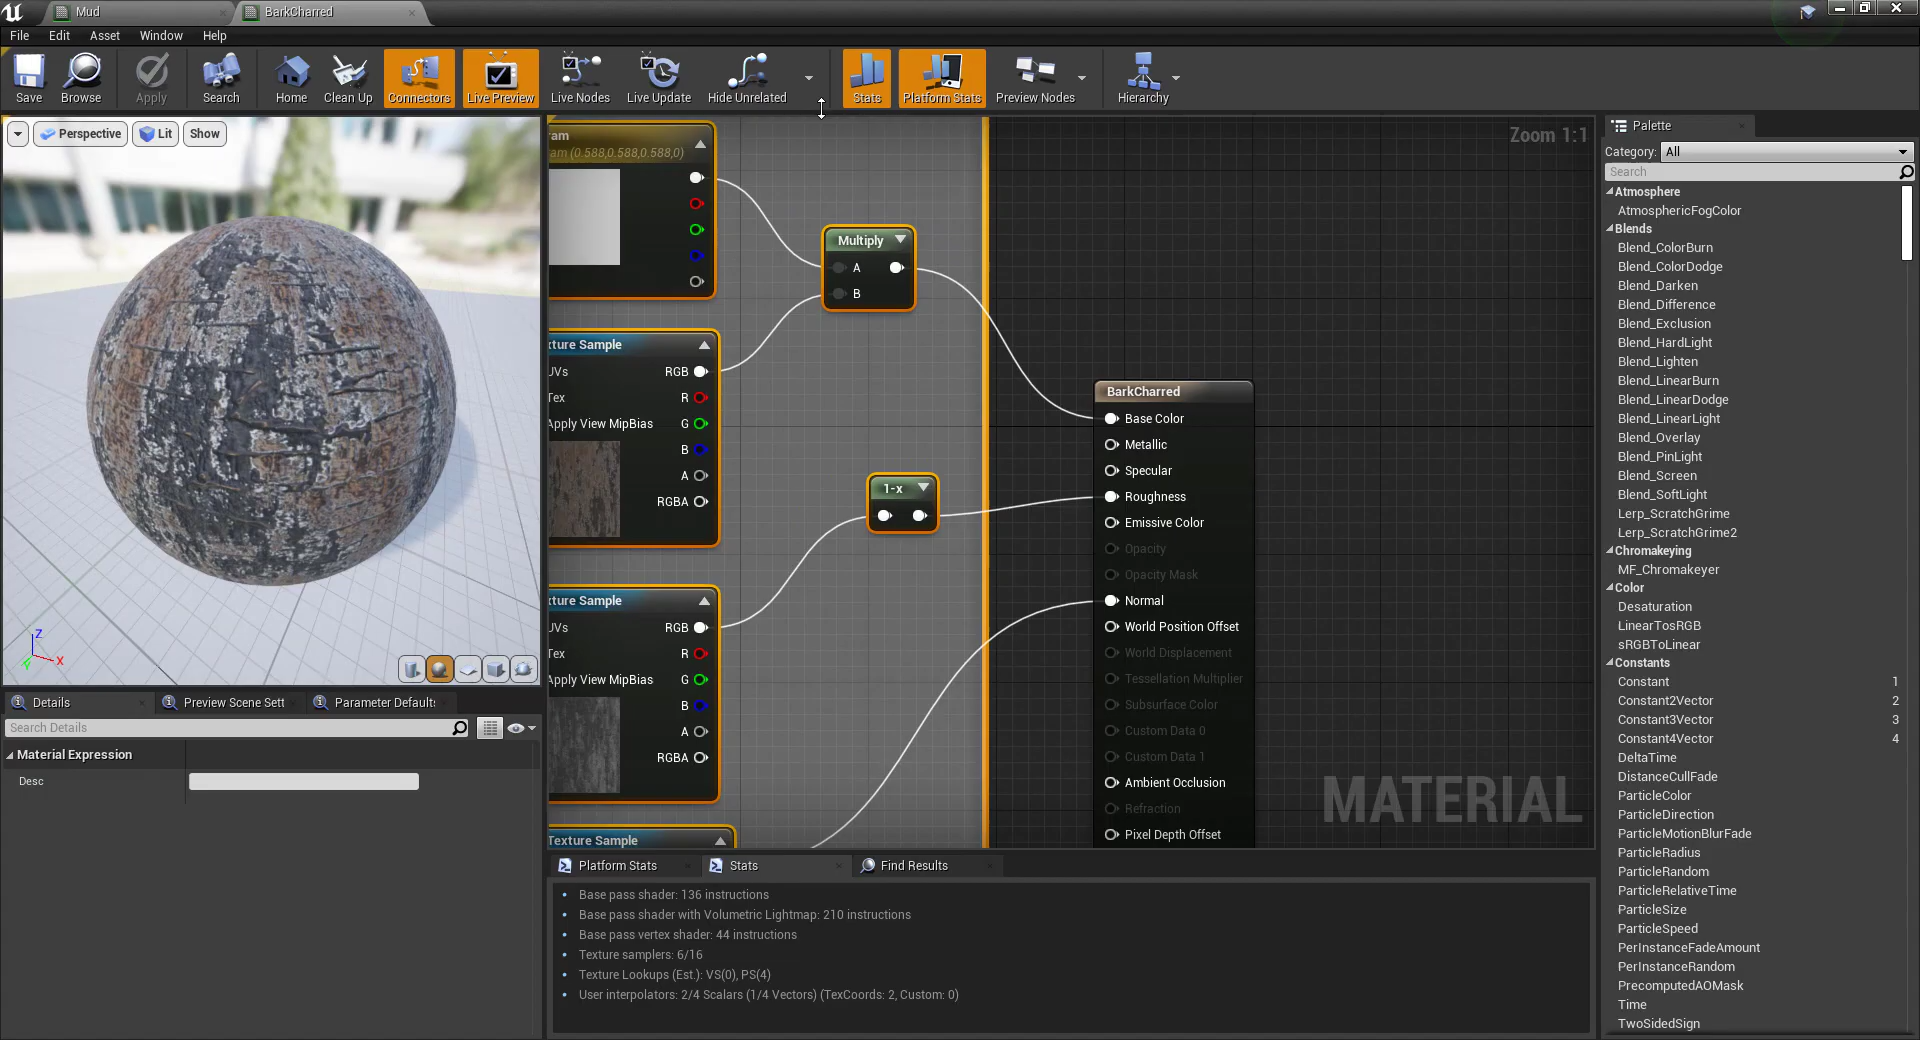 Mud
BarkCharred
File
Edit
Asset
Window
Help
Save
Browse
Apply
Search
Home
Clean Up
Connectors
Live Preview
Live Nodes
Live Update
Hide Unrelated
Stats
Platform Stats
Preview Nodes
Hierarchy
Perspective
Lit
Show
Z
X
Y
Details
Preview Scene Sett
Parameter Default
Search Details
Material Expression
Desc
Zoom 1:1
ram
am (0.588,0.588,0.588,0)
Multiply
A
B
xture Sample
UVs
RGB
Tex
R
Apply View MipBias
G
B
A
RGBA
1-x
xture Sample
UVs
RGB
Tex
R
Apply View MipBias
G
B
A
RGBA
Texture Sample
BarkCharred
Base Color
Metallic
Specular
Roughness
Emissive Color
Opacity
Opacity Mask
Normal
World Position Offset
World Displacement
Tessellation Multiplier
Subsurface Color
Custom Data 0
Custom Data 1
Ambient Occlusion
Refraction
Pixel Depth Offset
MATERIAL
Platform Stats
Stats
Find Results
Base pass shader: 136 instructions
Base pass shader with Volumetric Lightmap: 210 instructions
Base pass vertex shader: 44 instructions
Texture samplers: 6/16
Texture Lookups (Est.): VS(0), PS(4)
User interpolators: 2/4 Scalars (1/4 Vectors) (TexCoords: 2, Custom: 0)
Palette
Category: All
Search
Atmosphere
AtmosphericFogColor
Blends
Blend_ColorBurn
Blend_ColorDodge
Blend_Darken
Blend_Difference
Blend_Exclusion
Blend_HardLight
Blend_Lighten
Blend_LinearBurn
Blend_LinearDodge
Blend_LinearLight
Blend_Overlay
Blend_PinLight
Blend_Screen
Blend_SoftLight
Lerp_ScratchGrime
Lerp_ScratchGrime2
Chromakeying
MF_Chromakeyer
Color
Desaturation
LinearTosRGB
sRGBToLinear
Constants
Constant 1
Constant2Vector 2
Constant3Vector 3
Constant4Vector 4
DeltaTime
DistanceCullFade
ParticleColor
ParticleDirection
ParticleMotionBlurFade
ParticleRadius
ParticleRandom
ParticleRelativeTime
ParticleSize
ParticleSpeed
PerInstanceFadeAmount
PerInstanceRandom
PrecomputedAOMask
Time
TwoSidedSign